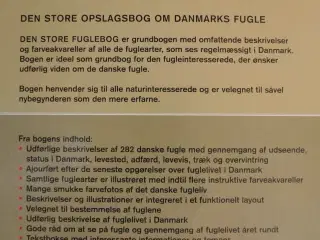 DEN STORE OPSLAGSBOG OM DANMARKS FUGLE
DEN STORE FUGLEBOG er grundbogen med omfattende beskrivelser
og farveakvareller af alle de fuglearter, som ses regelmæssigt i Danmark.
Bogen er ideel som grundbog for den fugleinteresserede, der ønsker
udførlig viden om de danske fugle.
Bogen henvender sig til alle naturinteresserede og er velegnet til såvel
nybegynderen som den mere erfarne.
Fra bogens indhold:
• Udførlige beskrivelser af 282 danske fugle med gennemgang af udseende,
status i Danmark, levested, adfærd, levevis, træk og overvintring
• Ajourført efter de seneste opgørelser over fuglelivet i Danmark
• Samtlige fuglearter er illustreret med indtil flere instruktive farveakvareller
• Mange smukke farvefotos af det danske fugleliv
• Beskrivelser og illustrationer er integreret i et funktionelt layout
• Velegnet til bestemmelse af fuglene
• Udførlig beskrivelse af fuglelivet i Danmark
• Gode råd om at se på fugle og gennemgang af fuglelivet året rundt
• Tekstbokse med interessante informationer og temaer